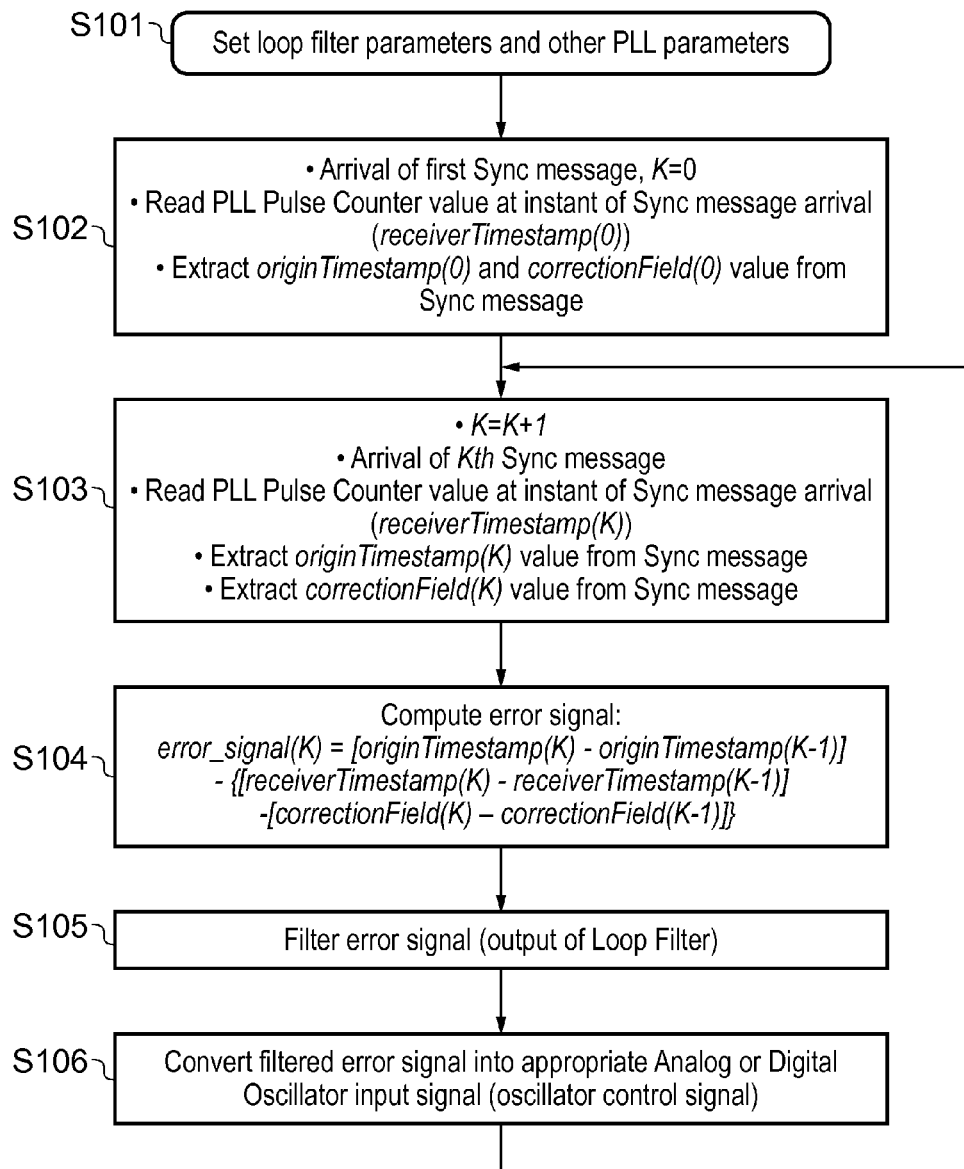 S101
Set loop filter parameters and other PLL parameters
S102
• Arrival of first Sync message, K=0
• Read PLL Pulse Counter value at instant of Sync message arrival
(receiverTimestamp(0))
• Extract originTimestamp(0) and correctionField(0) value from
Sync message
S103
• K=K+1
• Arrival of Kth Sync message
• Read PLL Pulse Counter value at instant of Sync message arrival
(receiverTimestamp(K))
• Extract originTimestamp(K) value from Sync message
• Extract correctionField(K) value from Sync message
S104
Compute error signal:
error_signal(K) = [originTimestamp(K) - originTimestamp(K-1)]
- {[receiverTimestamp(K) - receiverTimestamp(K-1)]
-[correctionField(K) – correctionField(K-1)]}
S105
Filter error signal (output of Loop Filter)
S106
Convert filtered error signal into appropriate Analog or Digital
Oscillator input signal (oscillator control signal)